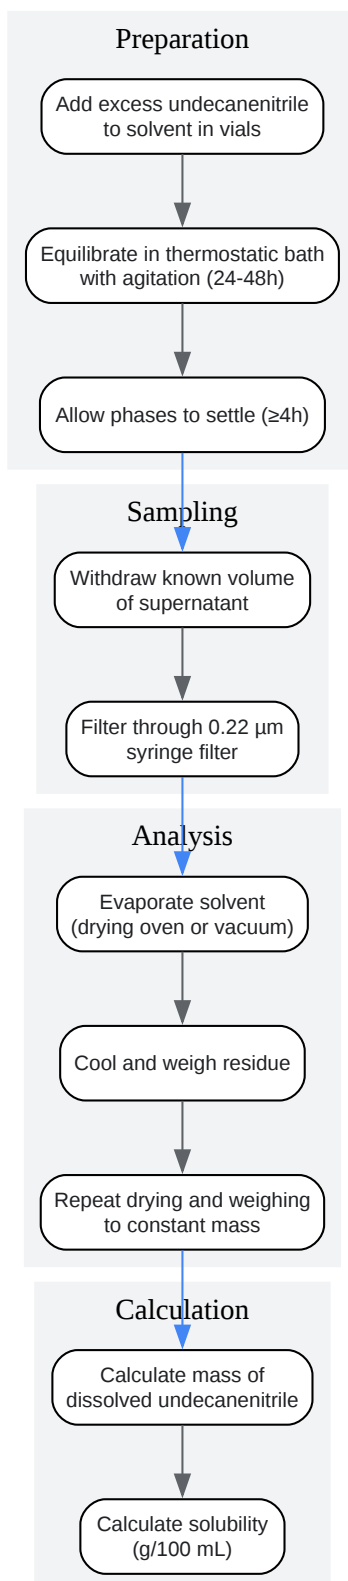 Preparation
Add excess undecanenitrile
to solvent in vials
Equilibrate in thermostatic bath
with agitation (24-48h)
Allow phases to settle (≥4h)
Sampling
Withdraw known volume
of supernatant
Filter through 0.22 µm
syringe filter
Analysis
Evaporate solvent
(drying oven or vacuum)
Cool and weigh residue
Repeat drying and weighing
to constant mass
Calculation
Calculate mass of
dissolved undecanenitrile
Calculate solubility
(g/100 mL)